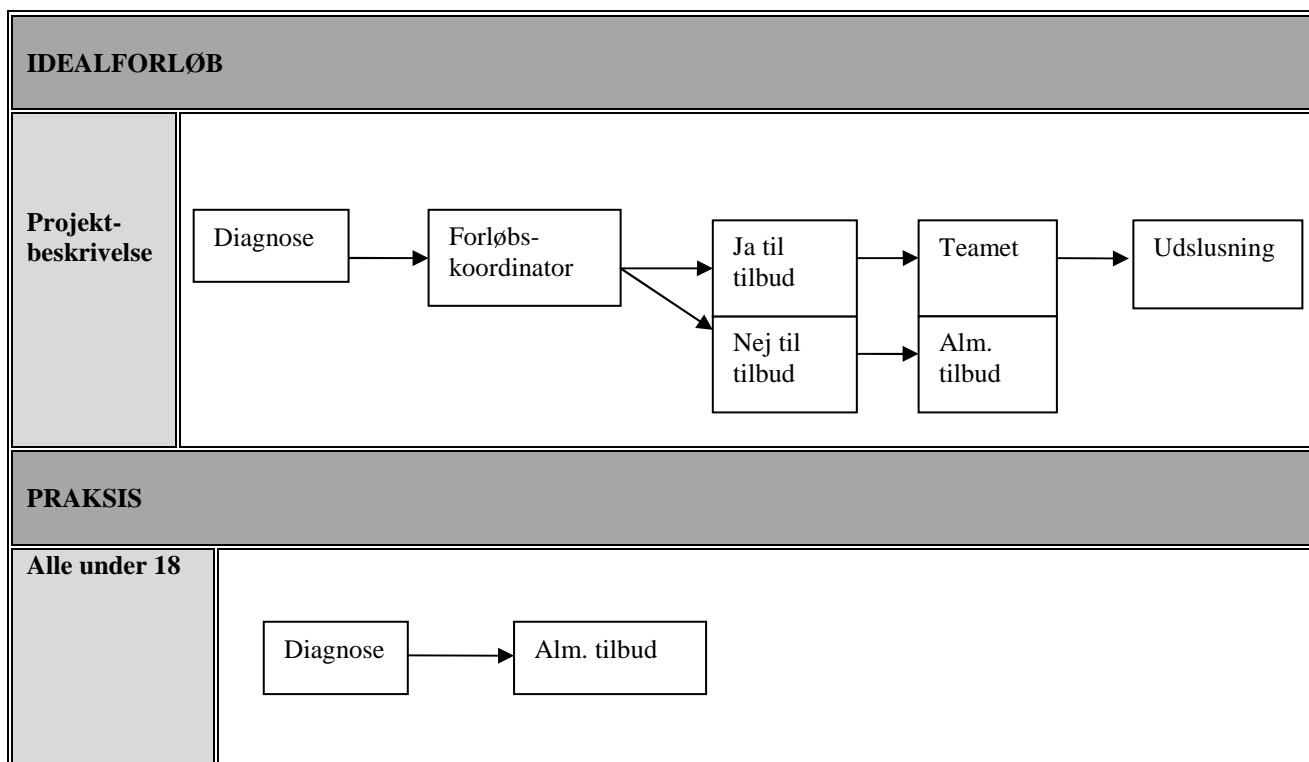 IDEALFORLØB
Projekt-
beskrivelse
Diagnose
Forløbs-
koordinator
Ja til
tilbud
Teamet
Udslusning
Nej til
tilbud
Alm.
tilbud
PRAKSIS
Alle under 18
Diagnose
Alm. tilbud